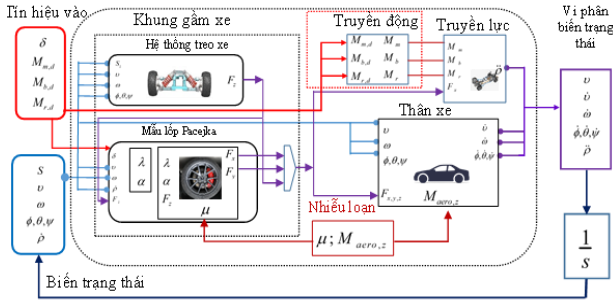 Tín hiệu vào
δ
M_{m,d}
M_{b,d}
M_{r,d}
Khung gầm xe
Hệ thống treo xe
S_i
υ
ω
ϕ,θ,ψ
F_z
Truyền động
M_{m,d} M_m
M_{b,d} M_b
M_{r,d} M_r
Truyền lực
M_m
M_b
M_r
F_x
ρ̈
Vi phân
biến trạng thái
υ
υ̇
ω̇
ϕ̇,θ̇,ψ̇
ρ̈
Mẫu lốp Pacejka
δ
υ
ω
ρ̇
F_z
λ
α
λ
α
F_z
μ
F_x
F_y
Thân xe
υ
ω
ϕ,θ,ψ
F_{x,y,z}
υ̇
ω̇
ϕ̇,θ̇,ψ̇
M_{aero,z}
S
υ
ω
ϕ,θ,ψ
ρ̇
Nhiễu loạn
μ; M_{aero,z}
1
s
Biến trạng thái